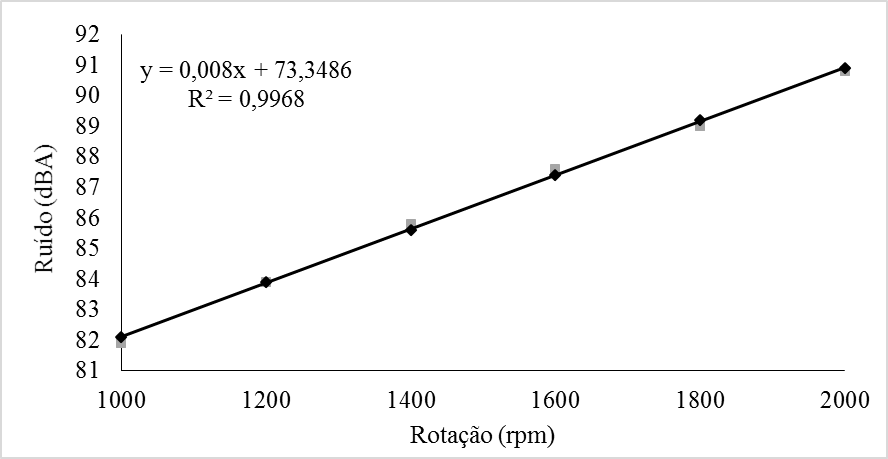 92
91
90
89
88
87
86
85
84
83
82
81
y = 0,008x + 73,3486
R² = 0,9968
Ruído (dBA)
1000 1200 1400 1600 1800 2000
Rotação (rpm)